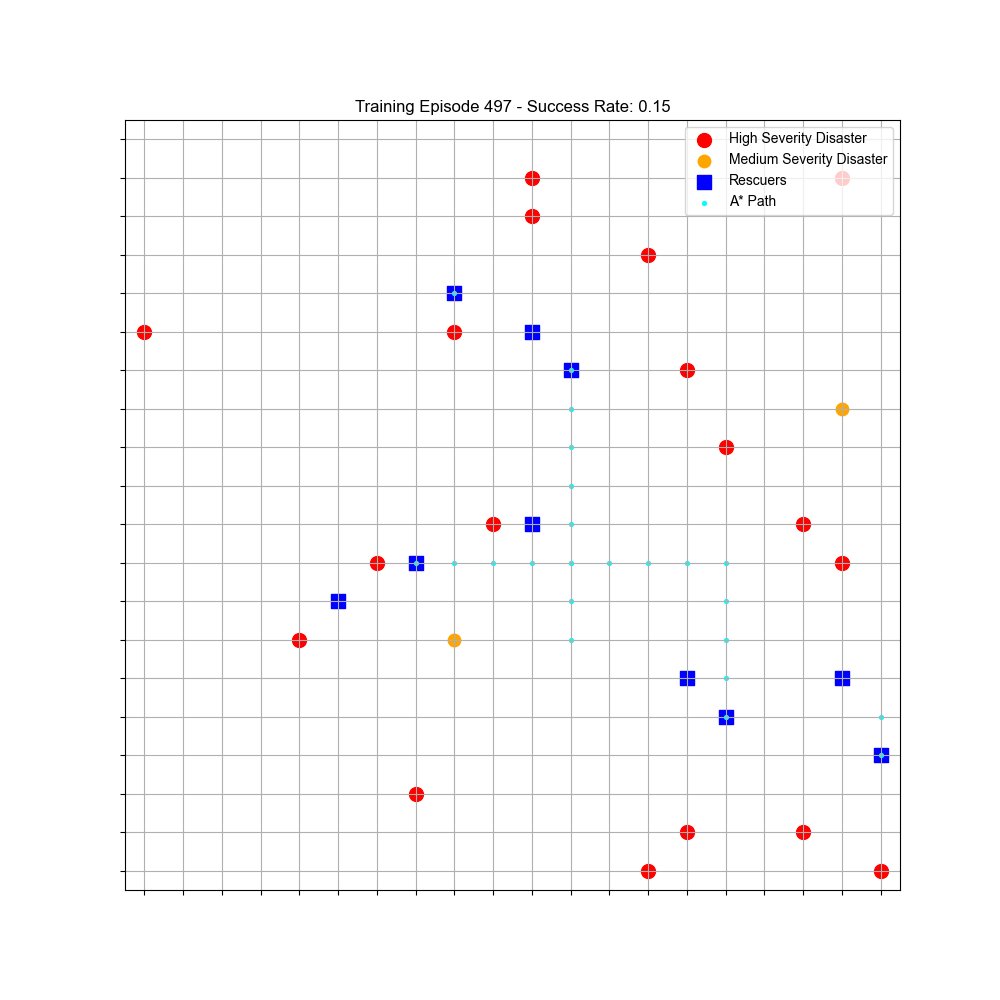 Training Episode 497 - Success Rate: 0.15
High Severity Disaster
Medium Severity Disaster
Rescuers
A* Path